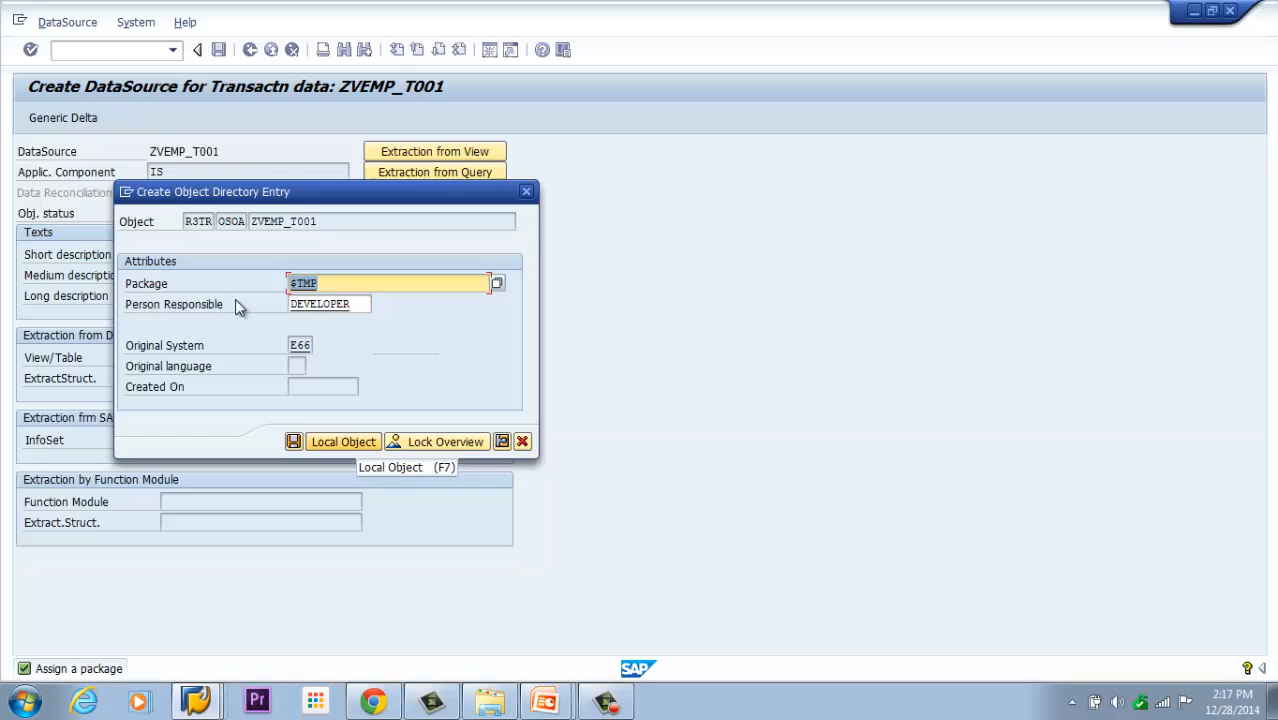 DataSource System Help
Create DataSource for Transactn data: ZVEMP_T001
Generic Delta
DataSource ZVEMP_T001 Extraction from View
Applic. Component IS Extraction from Query
Data Reconciliation
Obj. status
Texts
Short description
Medium descriptic
Long description
Extraction from D
View/Table
ExtractStruct.
Extraction frm SA
InfoSet
Create Object Directory Entry
Object R3TR OSOA ZVEMP_T001
Attributes
Package $TMP
Person Responsible DEVELOPER
Original System E66
Original language
Created On
Local Object Lock Overview
Local Object (F7)
Extraction by Function Module
Function Module
Extract.Struct.
Assign a package
SAP
Pr
2:17 PM
12/28/2014